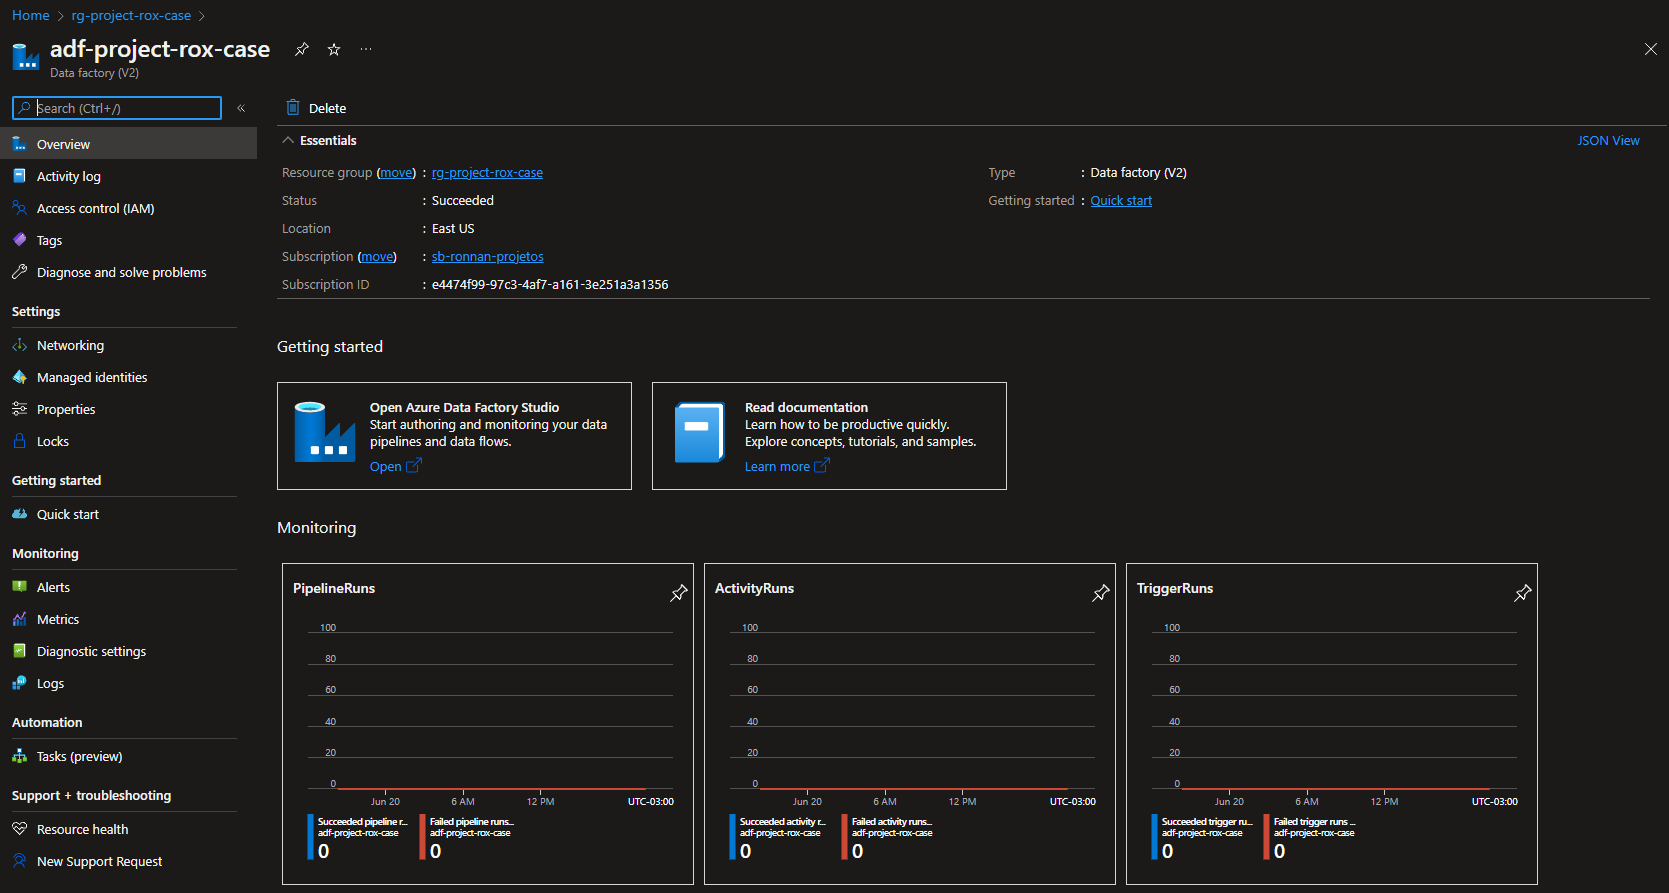 Home > rg-project-rox-case >
adf-project-rox-case
Data factory (V2)
Search (Ctrl+/)
«
Overview
Activity log
Access control (IAM)
Tags
Diagnose and solve problems
Settings
Networking
Managed identities
Properties
Locks
Getting started
Quick start
Monitoring
Alerts
Metrics
Diagnostic settings
Logs
Automation
Tasks (preview)
Support + troubleshooting
Resource health
New Support Request
Delete
Essentials
JSON View
Resource group (move) : rg-project-rox-case
Status : Succeeded
Location : East US
Subscription (move) : sb-ronnan-projetos
Subscription ID : e4474f99-97c3-4af7-a161-3e251a3a1356
Type : Data factory (V2)
Getting started : Quick start
Getting started
Open Azure Data Factory Studio
Start authoring and monitoring your data
pipelines and data flows.
Open
Read documentation
Learn how to be productive quickly.
Explore concepts, tutorials, and samples.
Learn more
Monitoring
PipelineRuns
100
80
60
40
20
0
Jun 20 6 AM 12 PM UTC-03:00
Succeeded pipeline r...
adf-project-rox-case
0
Failed pipeline runs...
adf-project-rox-case
0
ActivityRuns
100
80
60
40
20
0
Jun 20 6 AM 12 PM UTC-03:00
Succeeded activity r...
adf-project-rox-case
0
Failed activity runs...
adf-project-rox-case
0
TriggerRuns
100
80
60
40
20
0
Jun 20 6 AM 12 PM UTC-03:00
Succeeded trigger ru...
adf-project-rox-case
0
Failed trigger runs ...
adf-project-rox-case
0